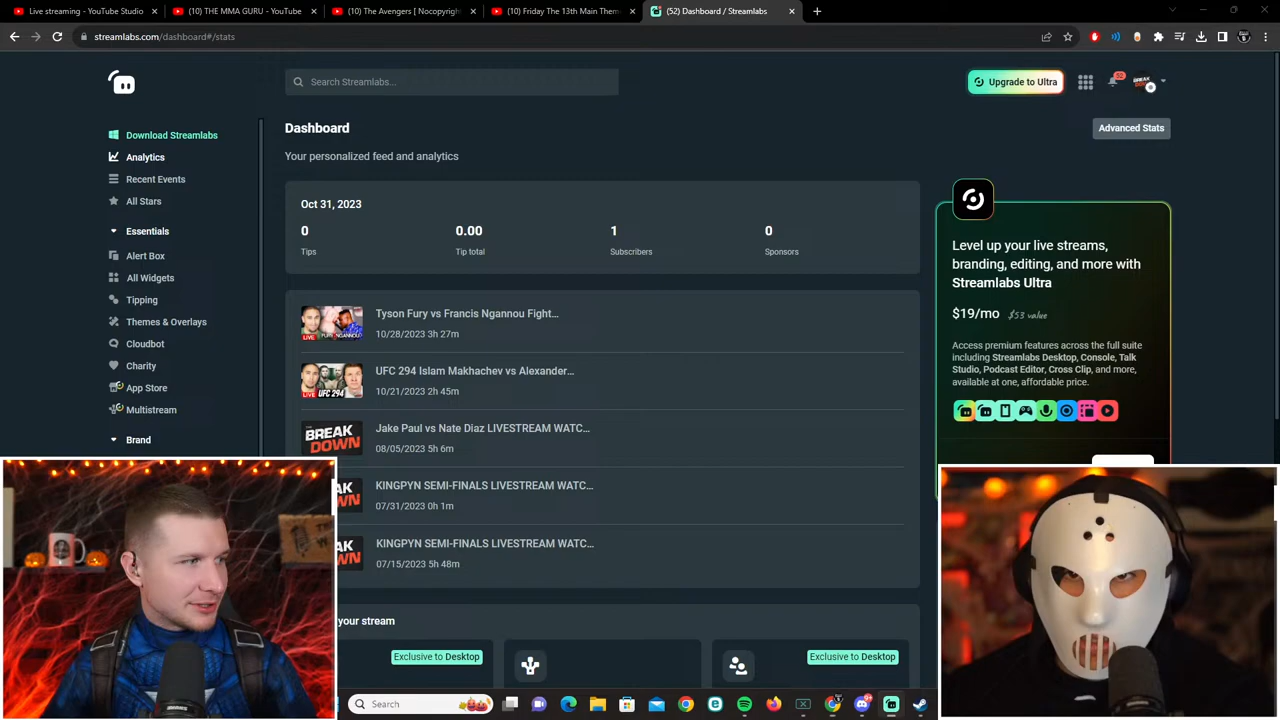 Live streaming - YouTube Studio
(10) THE MMA GURU - YouTube
(10) The Avengers [ Nocopyright
(10) Friday The 13th Main Them
(52) Dashboard / Streamlabs
streamlabs.com/dashboard#/stats
Search Streamlabs...
Upgrade to Ultra
52
BREAK
Dashboard
Advanced Stats
Your personalized feed and analytics
Download Streamlabs
Analytics
Recent Events
All Stars
Essentials
Alert Box
All Widgets
Tipping
Themes & Overlays
Cloudbot
Charity
App Store
Multistream
Brand
Oct 31, 2023
0
0.00
1
0
Tips
Tip total
Subscribers
Sponsors
LIVE
Tyson Fury vs Francis Ngannou Fight...
10/28/2023 3h 27m
LIVE UFC 294
UFC 294 Islam Makhachev vs Alexander...
10/21/2023 2h 45m
BREAK
DOWN
Jake Paul vs Nate Diaz LIVESTREAM WATC...
08/05/2023 5h 6m
KINGPYN SEMI-FINALS LIVESTREAM WATC...
07/31/2023 0h 1m
KINGPYN SEMI-FINALS LIVESTREAM WATC...
07/15/2023 5h 48m
Level up your live streams,
branding, editing, and more with
Streamlabs Ultra
$19/mo $53 value
Access premium features across the full suite
including Streamlabs Desktop, Console, Talk
Studio, Podcast Editor, Cross Clip, and more,
available at one, affordable price.
your stream
Exclusive to Desktop
Exclusive to Desktop
Search